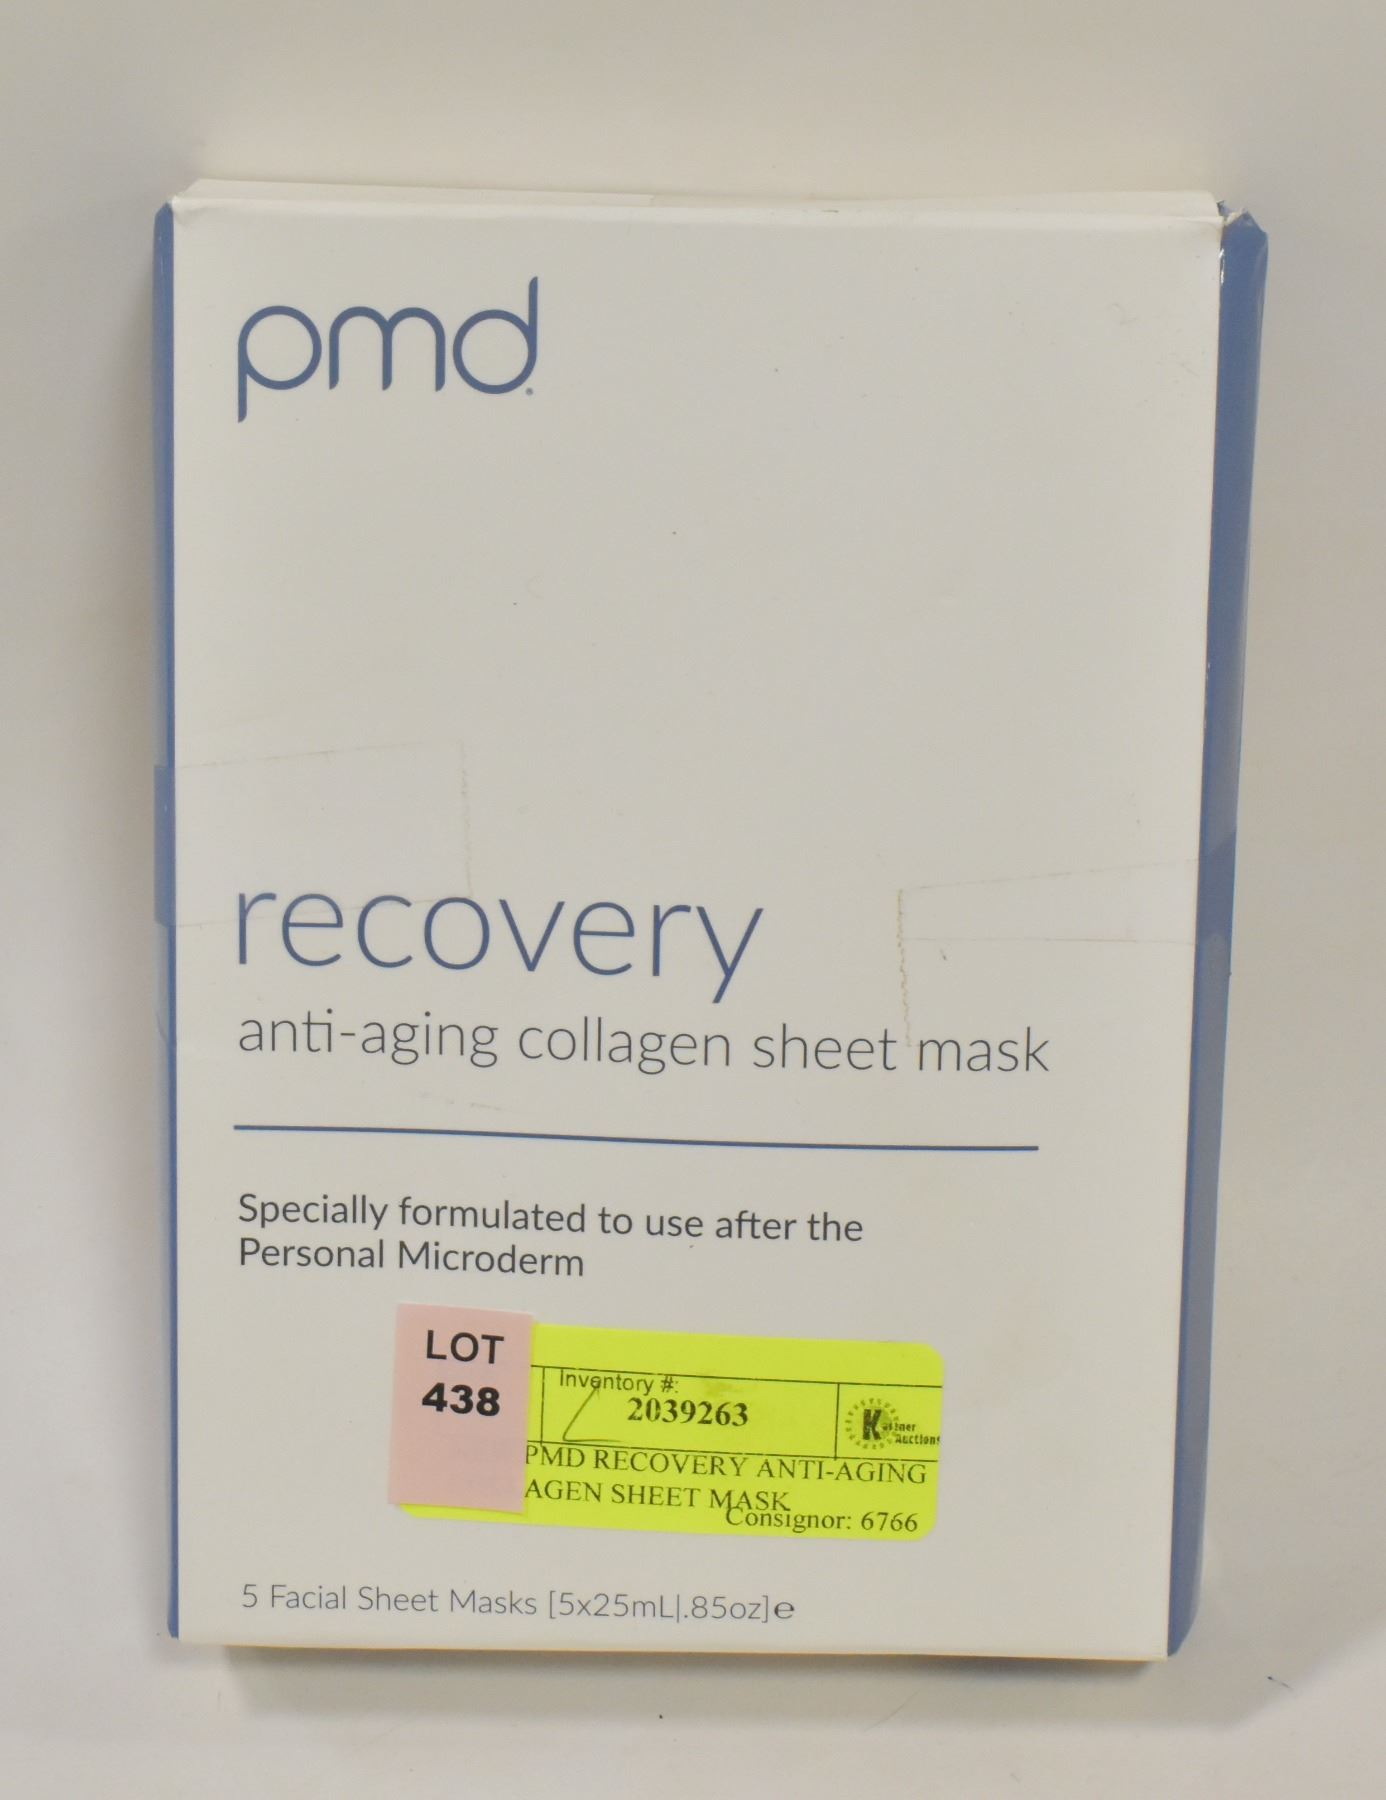 pmd
recovery
anti-aging collagen sheet mask
Specially formulated to use after the
Personal Microderm
LOT
438
Inventory #:
2039263
Auctions
PMD RECOVERY ANTI-AGING
AGEN SHEET MASK
Consignor: 6766
5 Facial Sheet Masks [5x25mL|.85oz]e